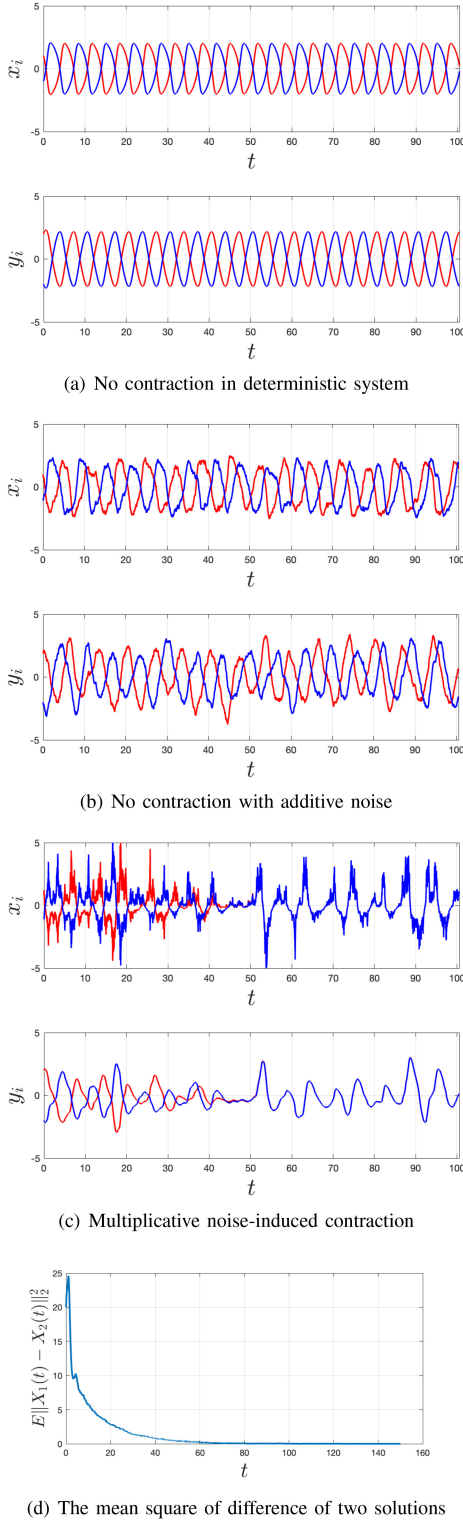 5
x_i
0
-5
0 10 20 30 40 50 60 70 80 90 100
t
5
y_i
0
-5
0 10 20 30 40 50 60 70 80 90 100
t
(a) No contraction in deterministic system
5
x_i
0
-5
0 10 20 30 40 50 60 70 80 90 100
t
5
y_i
0
-5
0 10 20 30 40 50 60 70 80 90 100
t
(b) No contraction with additive noise
5
x_i
0
-5
0 10 20 30 40 50 60 70 80 90 100
t
5
y_i
0
-5
0 10 20 30 40 50 60 70 80 90 100
t
(c) Multiplicative noise-induced contraction
E‖X₁(t) − X₂(t)‖₂²
25
20
15
10
5
0
0 20 40 60 80 100 120 140 160
t
(d) The mean square of difference of two solutions